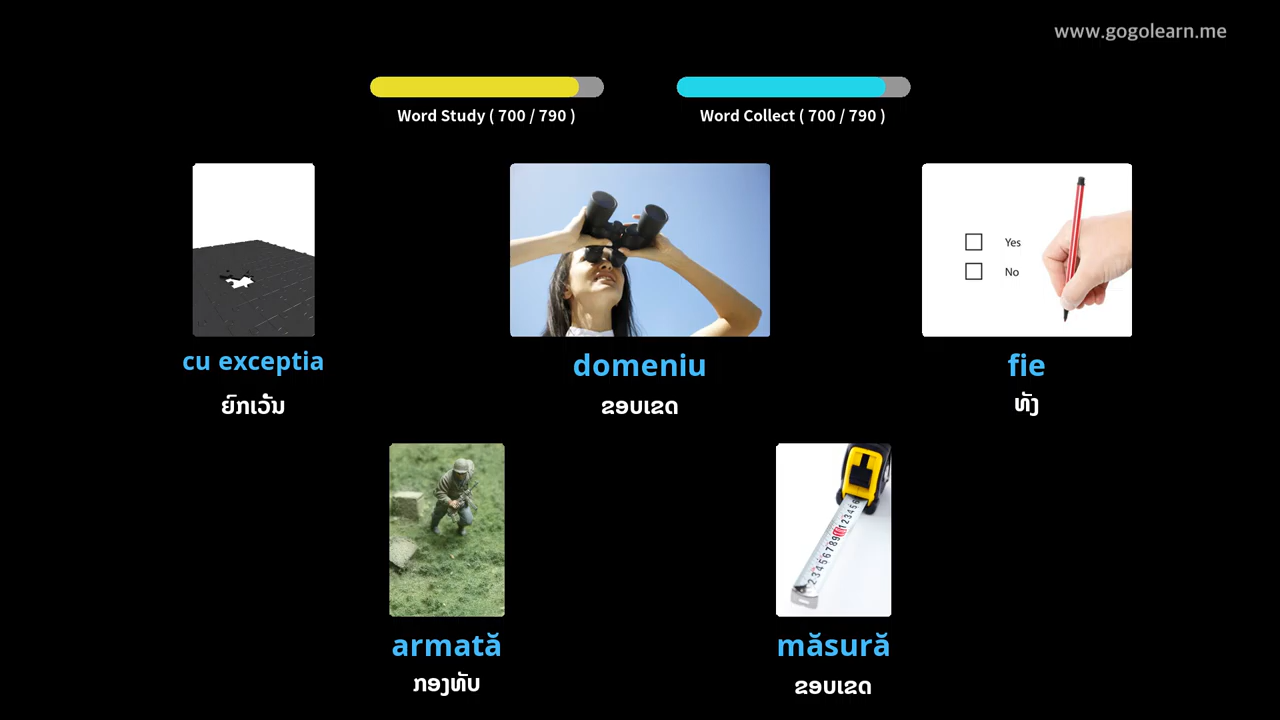 www.gogolearn.me
Word Study ( 700 / 790 )
Word Collect ( 700 / 790 )
Yes
No
cu exceptia
ຍົກເວັ້ນ
domeniu
ຂອບເຂດ
fie
ທັງ
armată
ກອງທັບ
măsură
ຂອບເຂດ